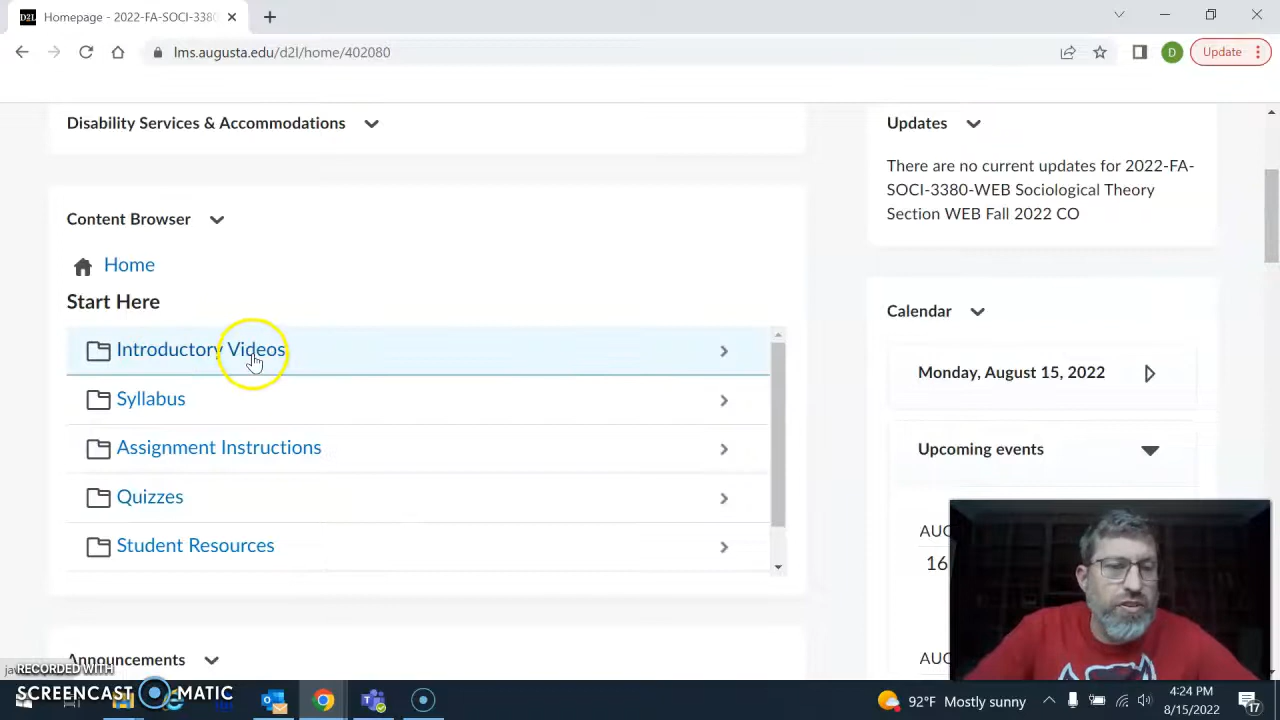 D2L Homepage - 2022-FA-SOCI-3380
lms.augusta.edu/d2l/home/402080
D
Update
Disability Services & Accommodations
Content Browser
Home
Start Here
Introductory Videos
Syllabus
Assignment Instructions
Quizzes
Student Resources
Announcements
Updates
There are no current updates for 2022-FA-
SOCI-3380-WEB Sociological Theory
Section WEB Fall 2022 CO
Calendar
Monday, August 15, 2022
Upcoming events
AUG
16
AUG
RECORDED WITH
SCREENCAST MATIC
92°F Mostly sunny
4:24 PM
8/15/2022
17